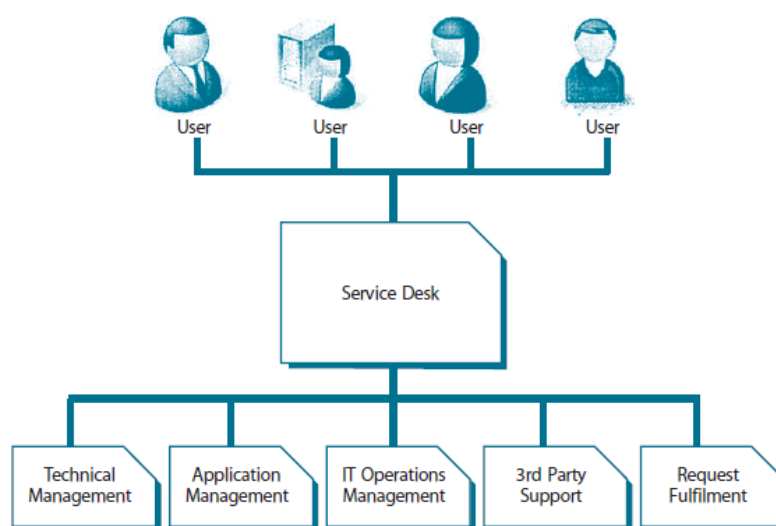 User
User
User
User
Service Desk
Technical
Management
Application
Management
IT Operations
Management
3rd Party
Support
Request
Fulfilment